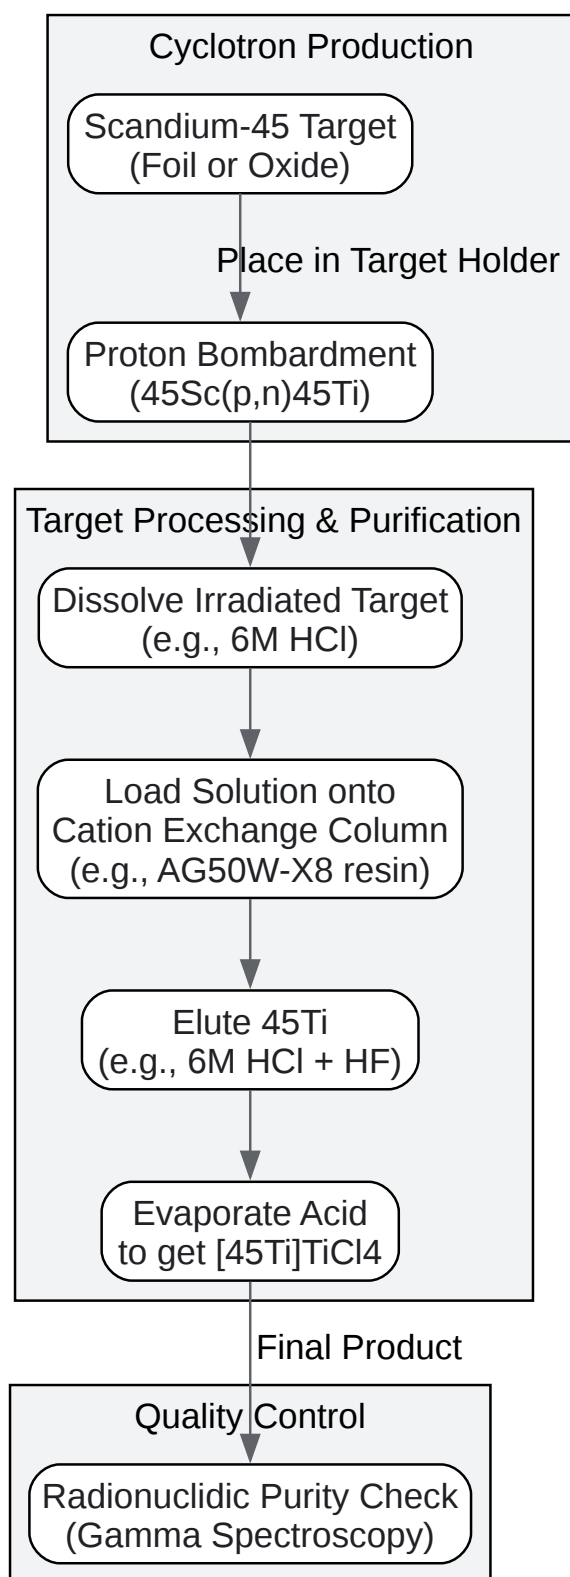 Cyclotron Production
Scandium-45 Target
(Foil or Oxide)
Place in Target Holder
Proton Bombardment
(45Sc(p,n)45Ti)
Target Processing & Purification
Dissolve Irradiated Target
(e.g., 6M HCl)
Load Solution onto
Cation Exchange Column
(e.g., AG50W-X8 resin)
Elute 45Ti
(e.g., 6M HCl + HF)
Evaporate Acid
to get [45Ti]TiCl4
Final Product
Quality Control
Radionuclidic Purity Check
(Gamma Spectroscopy)